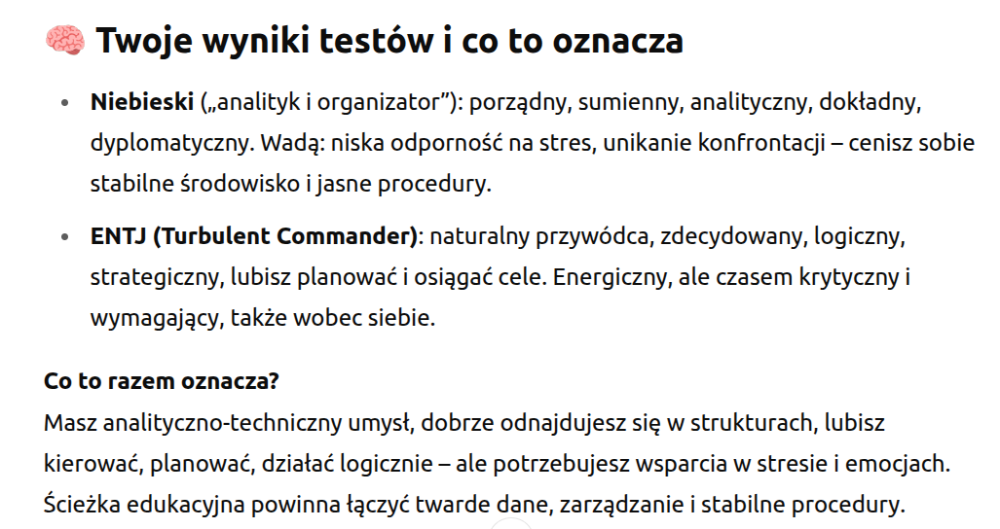 🧠 Twoje wyniki testów i co to oznacza
• Niebieski („analityk i organizator”): porządny, sumienny, analityczny, dokładny,
dyplomatyczny. Wadą: niska odporność na stres, unikanie konfrontacji – cenisz sobie
stabilne środowisko i jasne procedury.
• ENTJ (Turbulent Commander): naturalny przywódca, zdecydowany, logiczny,
strategiczny, lubisz planować i osiągać cele. Energiczny, ale czasem krytyczny i
wymagający, także wobec siebie.
Co to razem oznacza?
Masz analityczno-techniczny umysł, dobrze odnajdujesz się w strukturach, lubisz
kierować, planować, działać logicznie – ale potrzebujesz wsparcia w stresie i emocjach.
Ścieżka edukacyjna powinna łączyć twarde dane, zarządzanie i stabilne procedury.